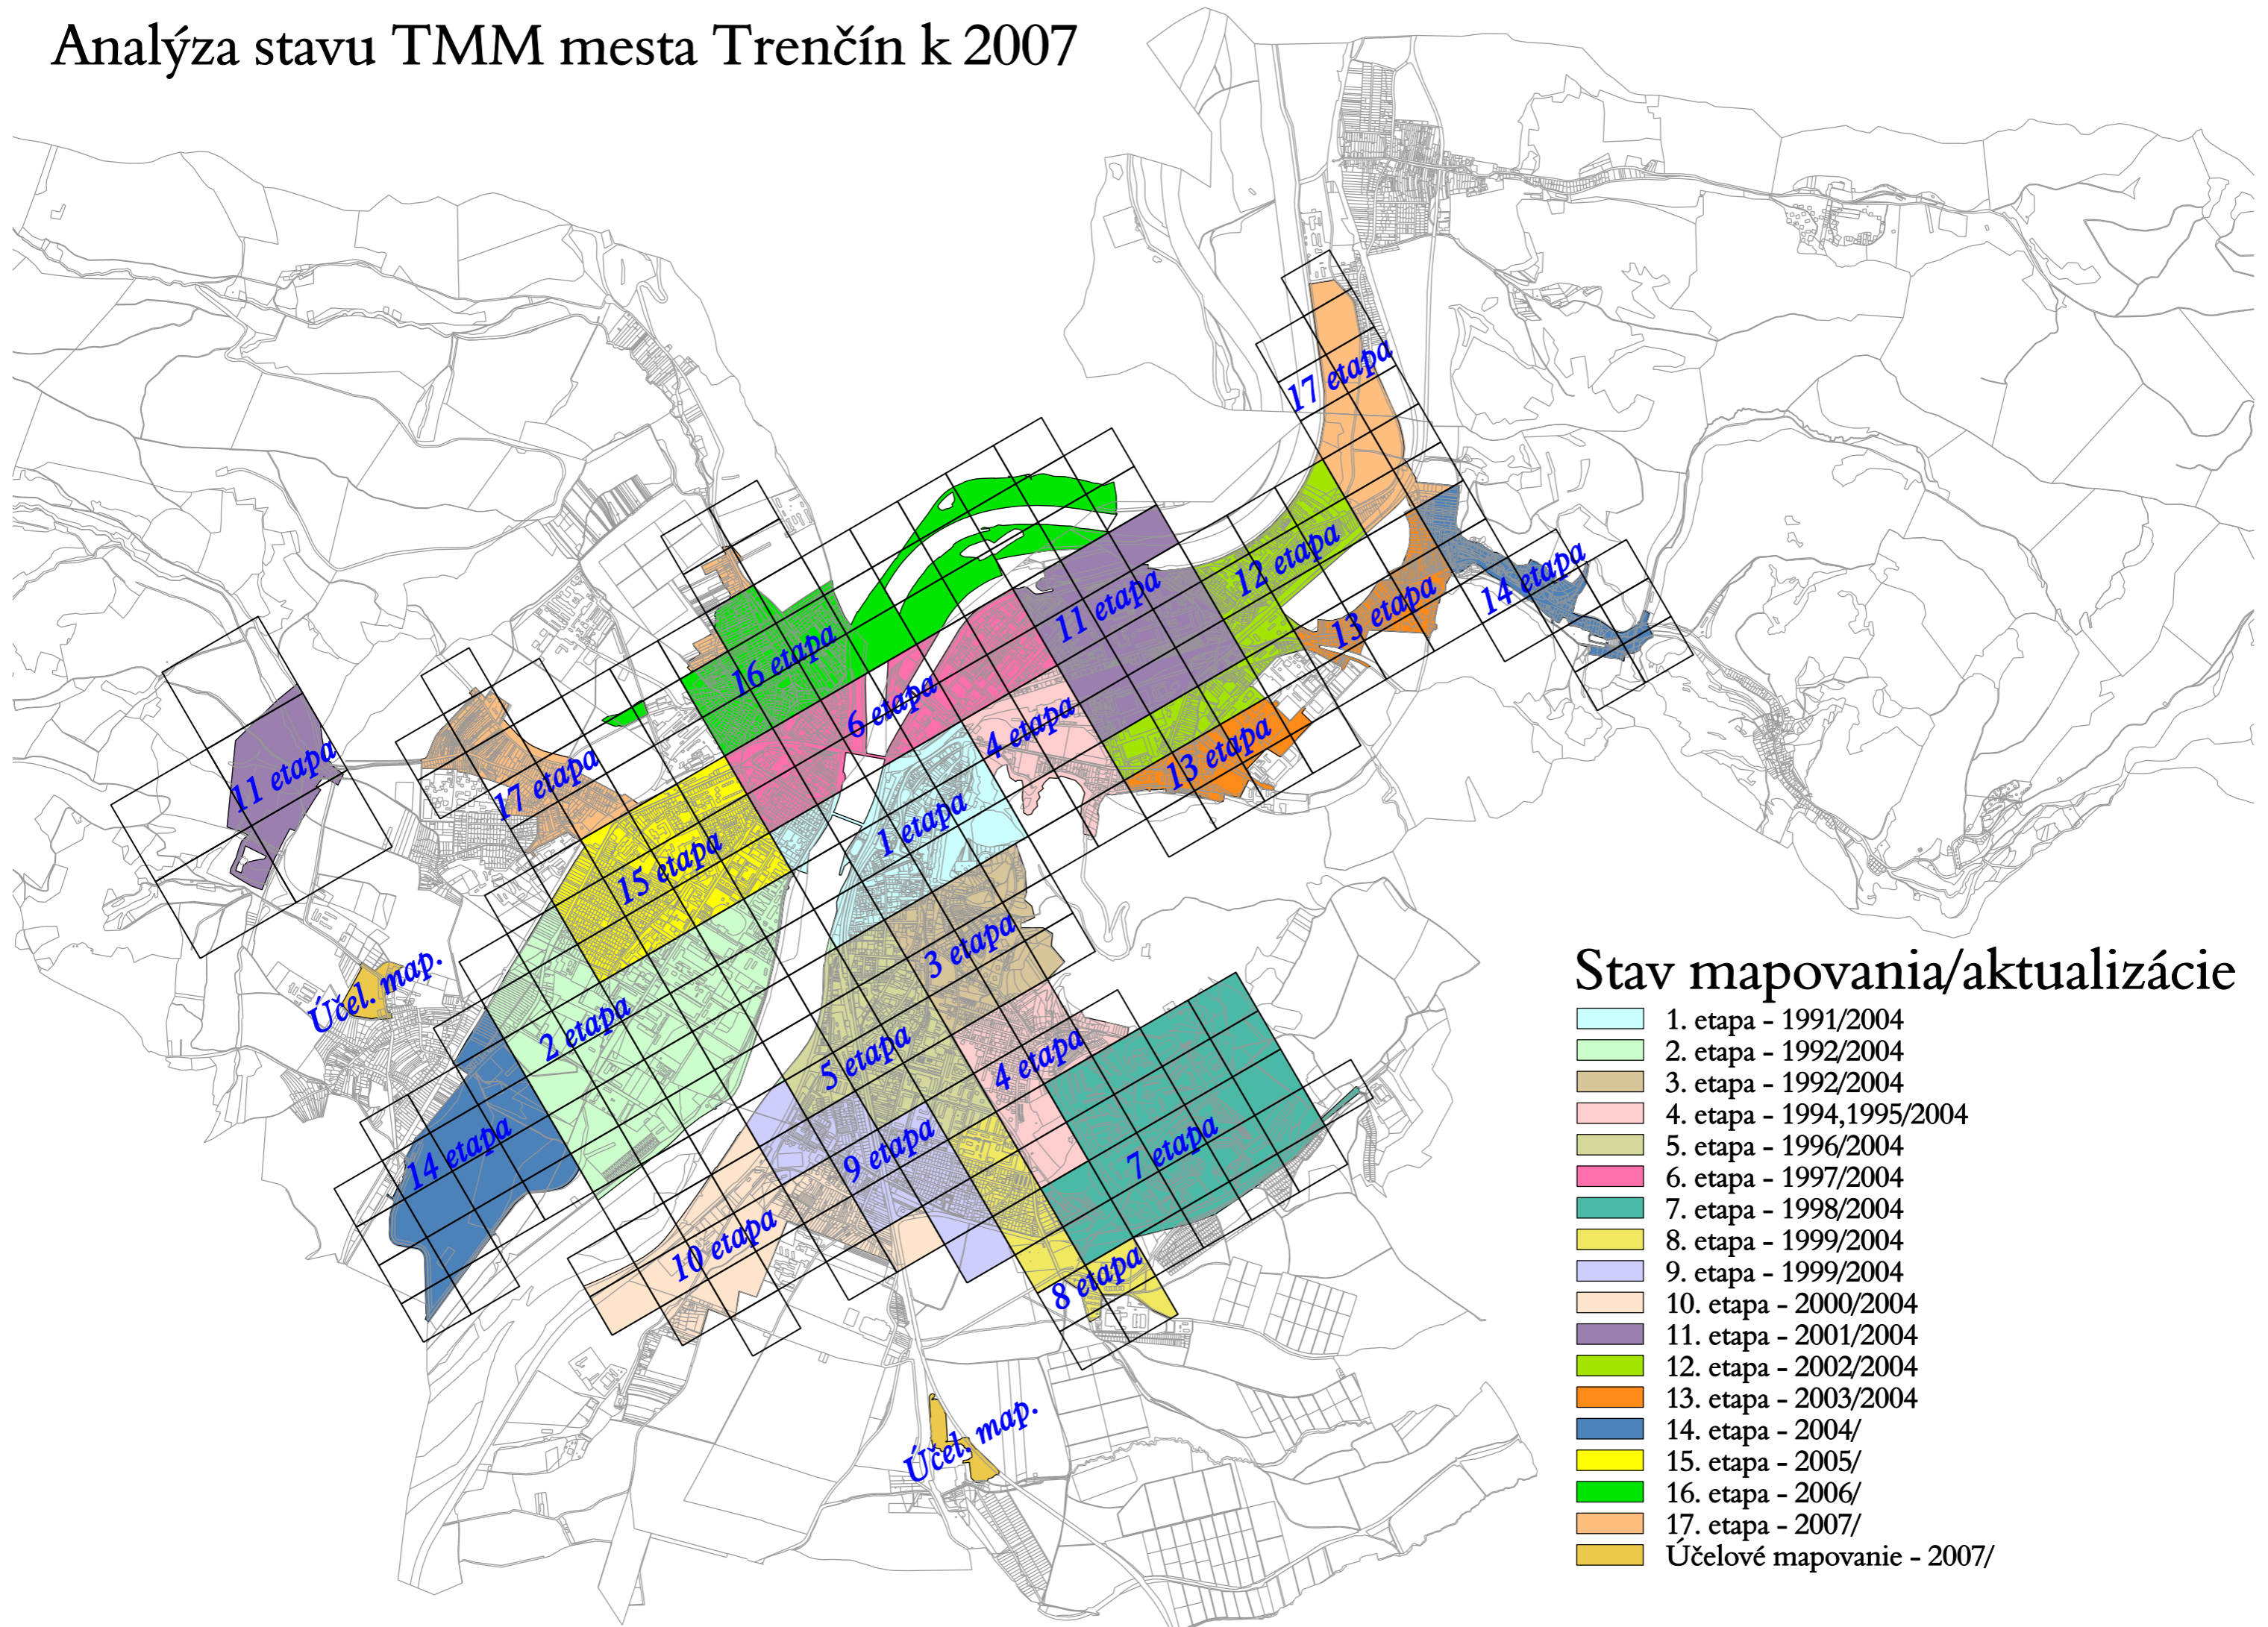 Analýza stavu TMM mesta Trenčín k 2007
17 etapa
12 etapa
14 etapa
11 etapa
13 etapa
16 etapa
6 etapa
4 etapa
13 etapa
11 etapa
17 etapa
1 etapa
15 etapa
3 etapa
Účel. map.
2 etapa
5 etapa
4 etapa
14 etapa
9 etapa
7 etapa
10 etapa
8 etapa
Účel. map.
Stav mapovania/aktualizácie
1. etapa - 1991/2004
2. etapa - 1992/2004
3. etapa - 1992/2004
4. etapa - 1994,1995/2004
5. etapa - 1996/2004
6. etapa - 1997/2004
7. etapa - 1998/2004
8. etapa - 1999/2004
9. etapa - 1999/2004
10. etapa - 2000/2004
11. etapa - 2001/2004
12. etapa - 2002/2004
13. etapa - 2003/2004
14. etapa - 2004/
15. etapa - 2005/
16. etapa - 2006/
17. etapa - 2007/
Účelové mapovanie - 2007/